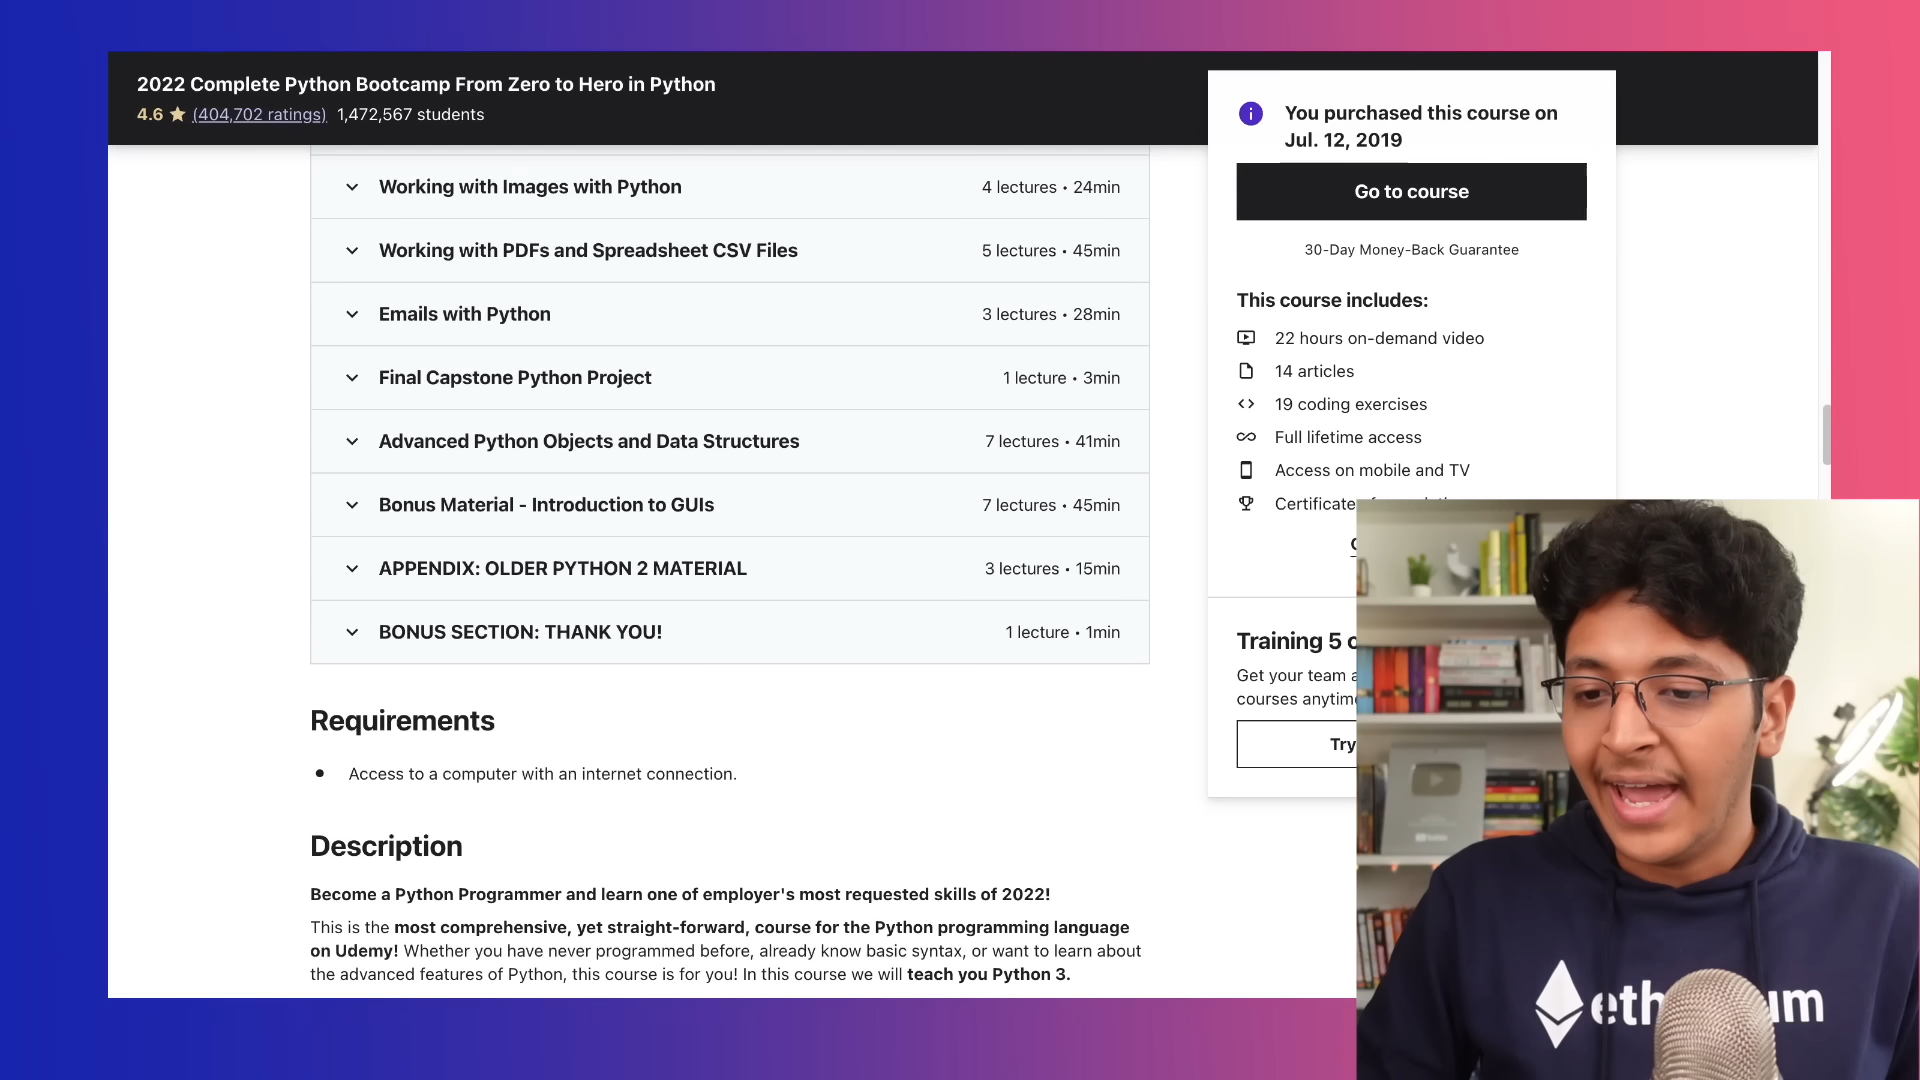 2022 Complete Python Bootcamp From Zero to Hero in Python
4.6 ★ (404,702 ratings) 1,472,567 students
Working with Images with Python 4 lectures • 24min
Working with PDFs and Spreadsheet CSV Files 5 lectures • 45min
Emails with Python 3 lectures • 28min
Final Capstone Python Project 1 lecture • 3min
Advanced Python Objects and Data Structures 7 lectures • 41min
Bonus Material - Introduction to GUIs 7 lectures • 45min
APPENDIX: OLDER PYTHON 2 MATERIAL 3 lectures • 15min
BONUS SECTION: THANK YOU! 1 lecture • 1min
Requirements
• Access to a computer with an internet connection.
Description
Become a Python Programmer and learn one of employer's most requested skills of 2022!
This is the most comprehensive, yet straight-forward, course for the Python programming language
on Udemy! Whether you have never programmed before, already know basic syntax, or want to learn about
the advanced features of Python, this course is for you! In this course we will teach you Python 3.
You purchased this course on
Jul. 12, 2019
Go to course
30-Day Money-Back Guarantee
This course includes:
22 hours on-demand video
14 articles
19 coding exercises
Full lifetime access
Access on mobile and TV
Certificate
Training 5
Get your team
courses anytime
Try